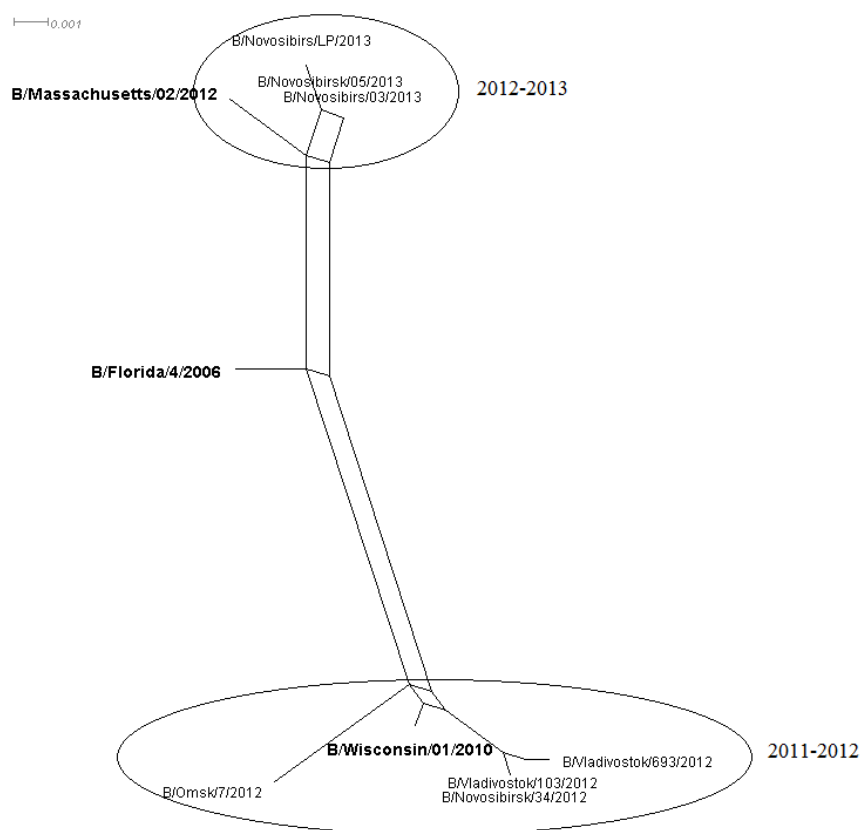 0.001
B/Novosibirs/LP/2013
B/Novosibirsk/05/2013
B/Novosibirs/03/2013
2012-2013
B/Massachusetts/02/2012
B/Florida/4/2006
B/Wisconsin/01/2010
2011-2012
B/Vladivostok/693/2012
B/Omsk/7/2012
B/Vladivostok/103/2012
B/Novosibirsk/34/2012